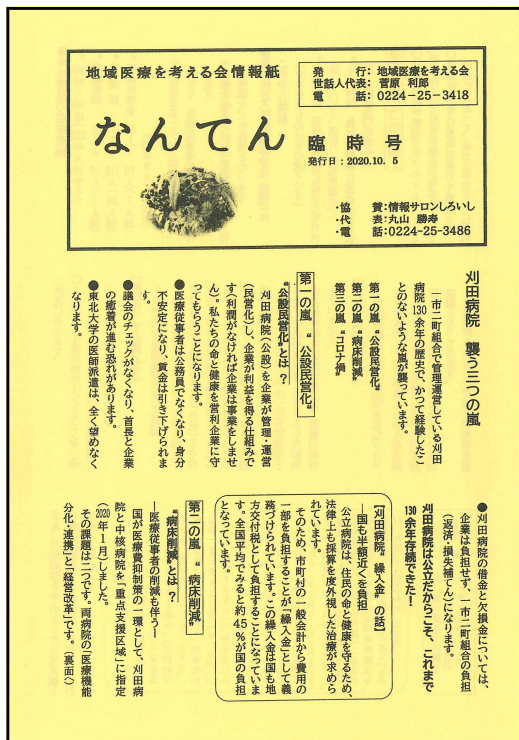 地域医療を考える会情報紙
発　行：地域医療を考える会
世話人代表：菅原 利郎
電　話：0224-25-3418
なんてん 臨時号
発行日：2020.10. 5
・協　賛：情報サロンしろいし
・代　表：丸山 勝寿
・電　話：0224-25-3486
刈田病院 襲う三つの嵐
一市二町組合で管理運営している刈田
病院130余年の歴史で、かつて経験したこ
とのないような嵐が襲っています。
第一の嵐 “公設民営化”
第二の嵐 “病床削減”
第三の嵐 “コロナ禍”
第一の嵐 “公設民営化”
“公設民営化”とは？
刈田病院（公設）を企業が管理・運営
（民営化）し、企業が利益を得る仕組みで
す（利潤がなければ企業は事業をしませ
ん）。私たちの命と健康を営利企業に守
ってもらうことになります。
●医療従事者は公務員でなくなり、身分
不安定になり、賃金は引き下げられま
す。
●議会のチェックがなくなり、首長と企業
の癒着が進む恐れがあります。
●東北大学の医師派遣は、全く望めなく
なります。
●刈田病院の借金と欠損金については、
企業は負担せず、一市二町組合の負担
（返済・損失補てん）になります。
刈田病院は公立だからこそ、これまで
130余年存続できた！
【刈田病院“繰入金”の話】
―国も半額近くを負担
公立病院は、住民の命と健康を守るため、
法律上も採算を度外視した治療が求めら
れています。
そのため、市町村の一般会計から費用の
一部を負担することが「繰入金」として義
務づけられています。この繰入金は国も地
方交付税として負担することになっていま
す。全国平均でみると約45％が国の負担
となっています。
第二の嵐 “病床削減”
“病床削減”とは？
―医療従事者の削減も伴う―
国が医療費抑制策の一環として、刈田病
院と中核病院を「重点支援区域」に指定
（2020年1月）しました。
その課題は二つです。両病院の「医療機能
分化・連携」と「経営改革」です。（裏面へ）